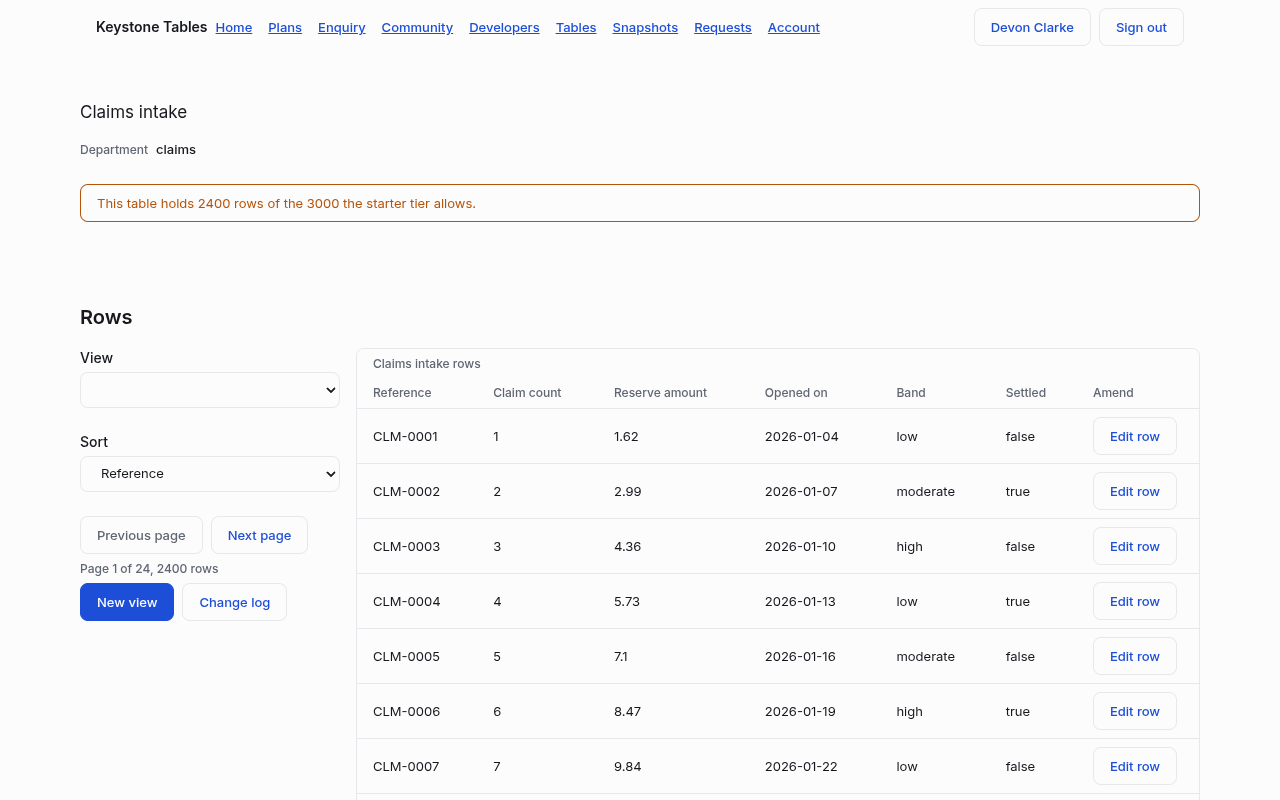 Keystone Tables Home Plans Enquiry Community Developers Tables Snapshots Requests Account Devon Clarke Sign out
Claims intake
Department claims
This table holds 2400 rows of the 3000 the starter tier allows.
Rows
View
Sort
Reference
Previous page Next page
Page 1 of 24, 2400 rows
New view Change log
Claims intake rows
Reference Claim count Reserve amount Opened on Band Settled Amend
CLM-0001 1 1.62 2026-01-04 low false Edit row
CLM-0002 2 2.99 2026-01-07 moderate true Edit row
CLM-0003 3 4.36 2026-01-10 high false Edit row
CLM-0004 4 5.73 2026-01-13 low true Edit row
CLM-0005 5 7.1 2026-01-16 moderate false Edit row
CLM-0006 6 8.47 2026-01-19 high true Edit row
CLM-0007 7 9.84 2026-01-22 low false Edit row